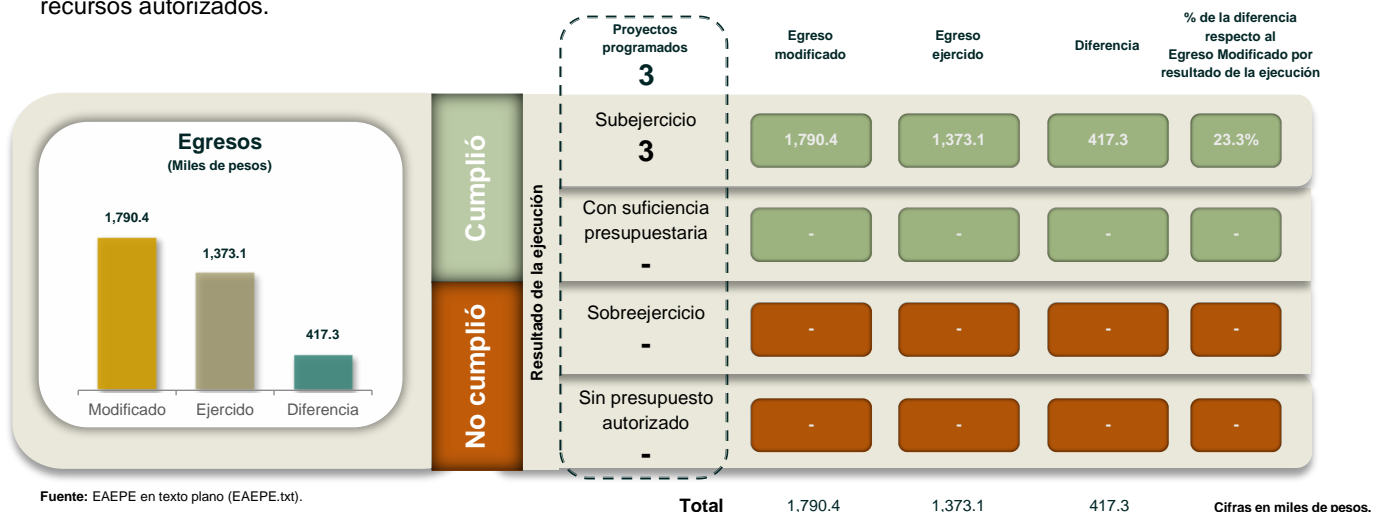 recursos autorizados.
Proyectos
programados
3
Egreso
modificado
Egreso
ejercido
Diferencia
% de la diferencia
respecto al
Egreso Modificado por
resultado de la ejecución
Egresos
(Miles de pesos)
1,790.4
1,373.1
417.3
Modificado
Ejercido
Diferencia
Cumplió
No cumplió
Resultado de la ejecución
Subejercicio
3
1,790.4
1,373.1
417.3
23.3%
Con suficiencia
presupuestaria
-
-
-
-
-
Sobreejercicio
-
-
-
-
-
Sin presupuesto
autorizado
-
-
-
-
-
Fuente: EAEPE en texto plano (EAEPE.txt).
Total
1,790.4
1,373.1
417.3
Cifras en miles de pesos.